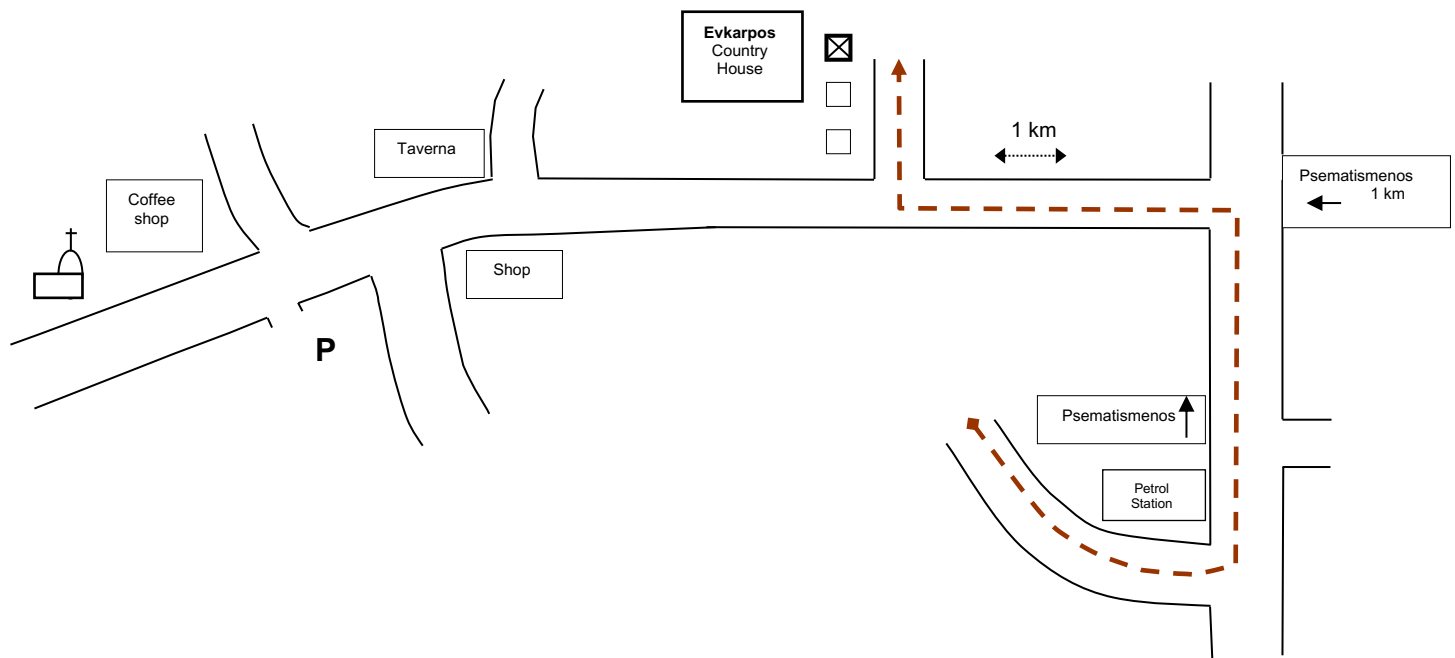 Evkarpos
Country
House
1 km
Taverna
Psematismenos
1 km
Coffee
shop
Shop
P
Psematismenos
Petrol
Station